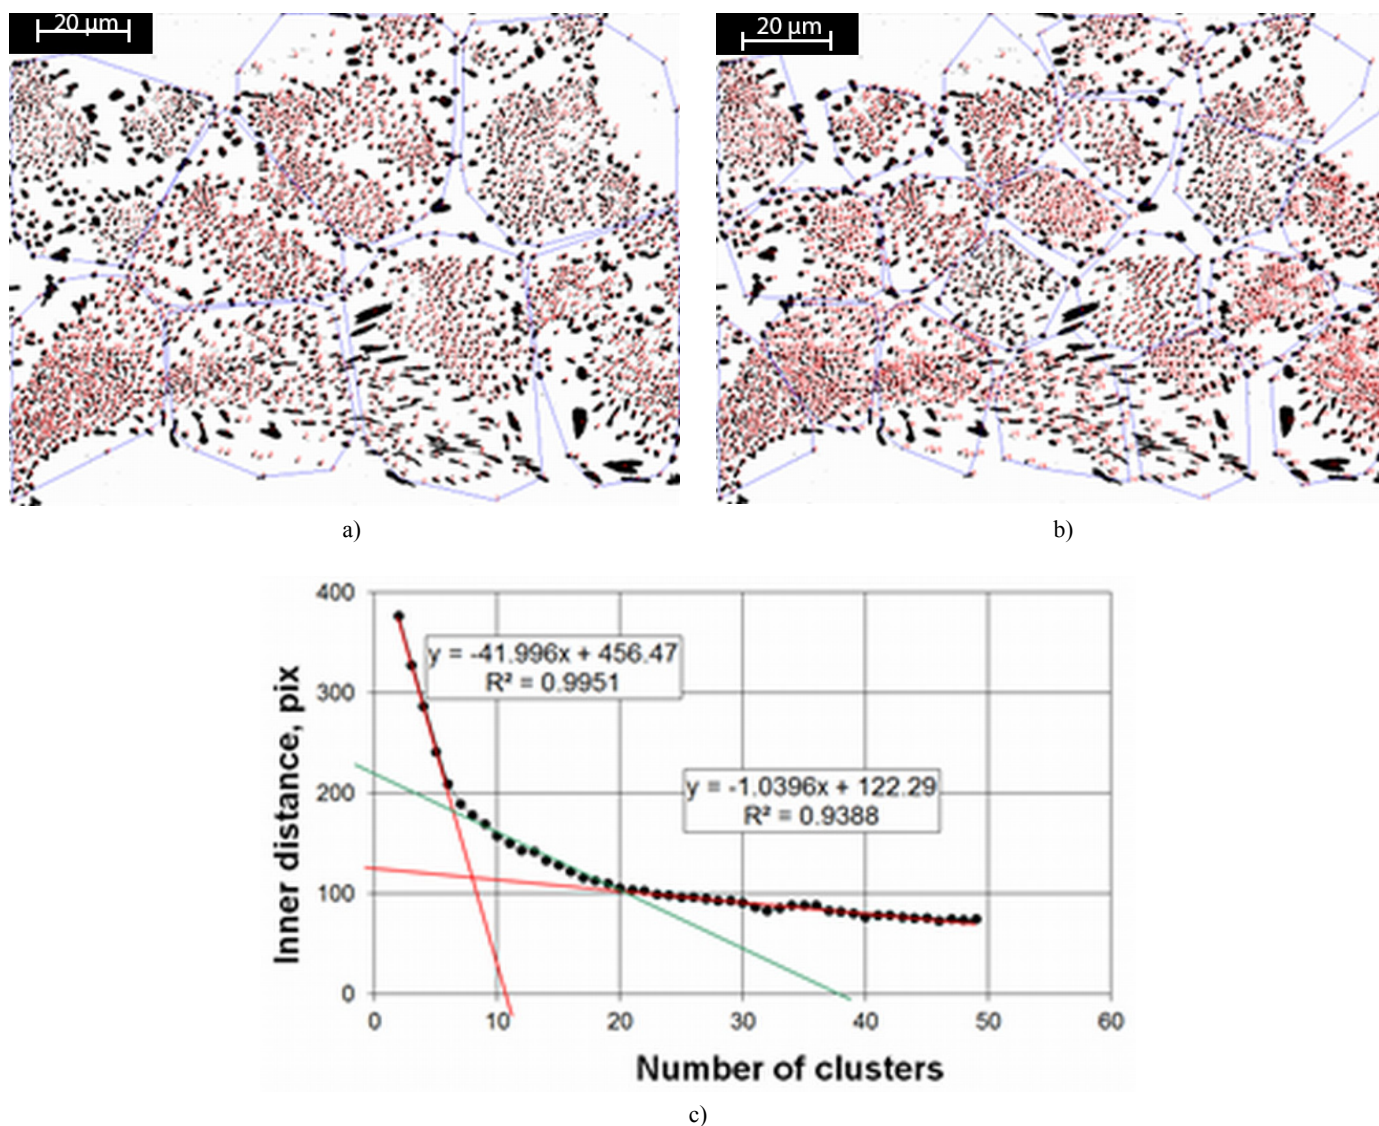 20 µm
20 µm
a)
b)
400
y = -41.996x + 456.47
R² = 0.9951
300
y = -1.0396x + 122.29
R² = 0.9388
200
100
0
Inner distance, pix
0 10 20 30 40 50 60
Number of clusters
c)